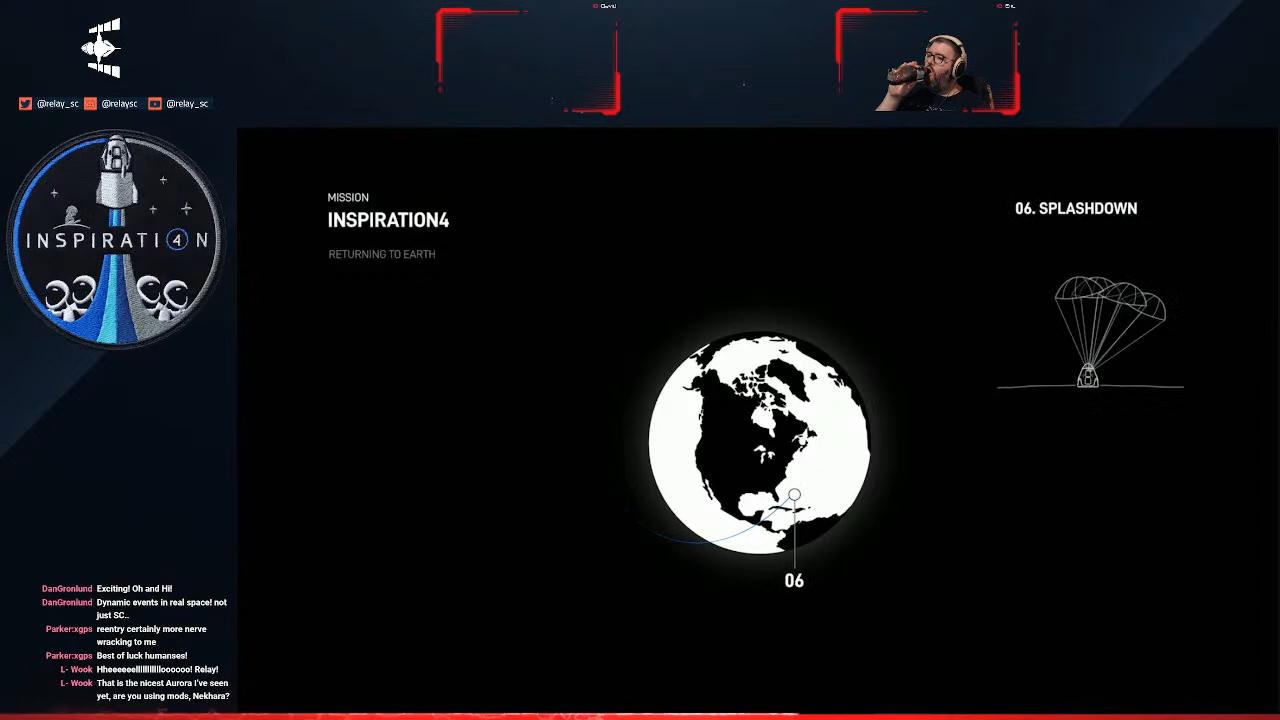 @relay_sc @relaysc @relay_sc
INSPIRATI4N
MISSION
INSPIRATION4
RETURNING TO EARTH
06. SPLASHDOWN
06
DanGronlund Exciting! Oh and Hi!
DanGronlund Dynamic events in real space! not
just SC..
Parker:xgps reentry certainly more nerve
wracking to me
Parker:xgps Best of luck humanses!
L- Wook Hheeeeeellllllllllloooooo! Relay!
L- Wook That is the nicest Aurora I've seen
yet, are you using mods, Nekhara?